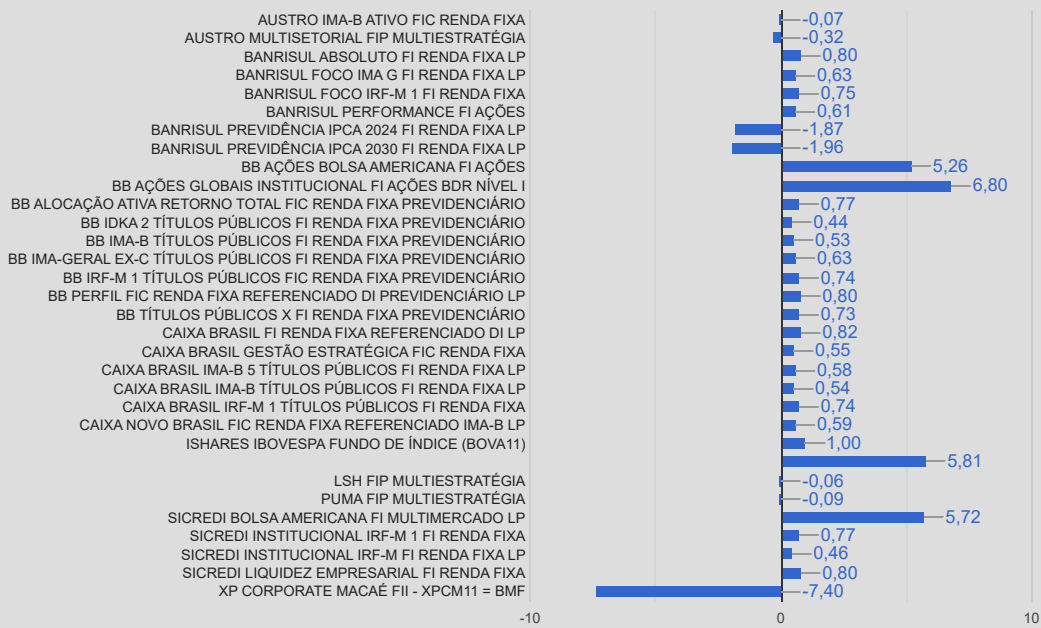 AUSTRO IMA-B ATIVO FIC RENDA FIXA -0,07
AUSTRO MULTISETORIAL FIP MULTIESTRATÉGIA -0,32
BANRISUL ABSOLUTO FI RENDA FIXA LP 0,80
BANRISUL FOCO IMA G FI RENDA FIXA LP 0,63
BANRISUL FOCO IRF-M 1 FI RENDA FIXA 0,75
BANRISUL PERFORMANCE FI AÇÕES 0,61
BANRISUL PREVIDÊNCIA IPCA 2024 FI RENDA FIXA LP -1,87
BANRISUL PREVIDÊNCIA IPCA 2030 FI RENDA FIXA LP -1,96
BB AÇÕES BOLSA AMERICANA FI AÇÕES 5,26
BB AÇÕES GLOBAIS INSTITUCIONAL FI AÇÕES BDR NÍVEL I 6,80
BB ALOCAÇÃO ATIVA RETORNO TOTAL FIC RENDA FIXA PREVIDENCIÁRIO 0,77
BB IDKA 2 TÍTULOS PÚBLICOS FI RENDA FIXA PREVIDENCIÁRIO 0,44
BB IMA-B TÍTULOS PÚBLICOS FI RENDA FIXA PREVIDENCIÁRIO 0,53
BB IMA-GERAL EX-C TÍTULOS PÚBLICOS FI RENDA FIXA PREVIDENCIÁRIO 0,63
BB IRF-M 1 TÍTULOS PÚBLICOS FIC RENDA FIXA PREVIDENCIÁRIO 0,74
BB PERFIL FIC RENDA FIXA REFERENCIADO DI PREVIDENCIÁRIO LP 0,80
BB TÍTULOS PÚBLICOS X FI RENDA FIXA PREVIDENCIÁRIO 0,73
CAIXA BRASIL FI RENDA FIXA REFERENCIADO DI LP 0,82
CAIXA BRASIL GESTÃO ESTRATÉGICA FIC RENDA FIXA 0,55
CAIXA BRASIL IMA-B 5 TÍTULOS PÚBLICOS FI RENDA FIXA LP 0,58
CAIXA BRASIL IMA-B TÍTULOS PÚBLICOS FI RENDA FIXA LP 0,54
CAIXA BRASIL IRF-M 1 TÍTULOS PÚBLICOS FI RENDA FIXA 0,74
CAIXA NOVO BRASIL FIC RENDA FIXA REFERENCIADO IMA-B LP 0,59
ISHARES IBOVESPA FUNDO DE ÍNDICE (BOVA11) 1,00
5,81
LSH FIP MULTIESTRATÉGIA -0,06
PUMA FIP MULTIESTRATÉGIA -0,09
SICREDI BOLSA AMERICANA FI MULTIMERCADO LP 5,72
SICREDI INSTITUCIONAL IRF-M 1 FI RENDA FIXA 0,77
SICREDI INSTITUCIONAL IRF-M FI RENDA FIXA LP 0,46
SICREDI LIQUIDEZ EMPRESARIAL FI RENDA FIXA 0,80
XP CORPORATE MACAÉ FII - XPCM11 = BMF -7,40
-10 0 10